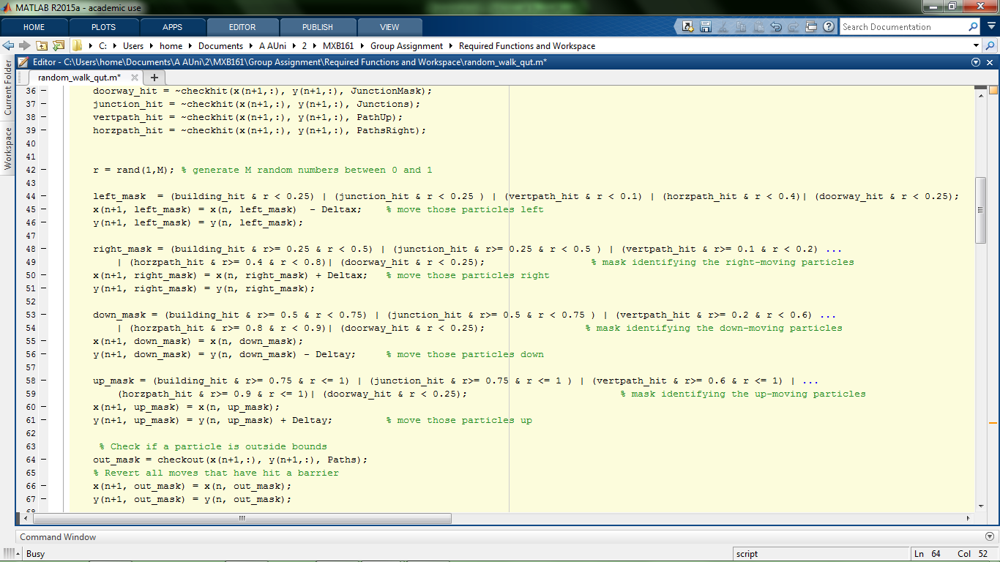 MATLAB R2015a - academic use
HOME PLOTS APPS EDITOR PUBLISH VIEW Search Documentation
C: Users home Documents A AUni 2 MXB161 Group Assignment Required Functions and Workspace
Editor - C:\Users\home\Documents\A AUni\2\MXB161\Group Assignment\Required Functions and Workspace\random_walk_qut.m*
random_walk_qut.m*
Current Folder
Workspace
36 doorway_hit = ~checkhit(x(n+1,:), y(n+1,:), JunctionMask);
37 junction_hit = ~checkhit(x(n+1,:), y(n+1,:), Junctions);
38 vertpath_hit = ~checkhit(x(n+1,:), y(n+1,:), PathUp);
39 horzpath_hit = ~checkhit(x(n+1,:), y(n+1,:), PathsRight);
40
41
42 r = rand(1,M); % generate M random numbers between 0 and 1
43
44 left_mask  = (building_hit & r < 0.25) | (junction_hit & r < 0.25 ) | (vertpath_hit & r < 0.1) | (horzpath_hit & r < 0.4)| (doorway_hit & r < 0.25);
45 x(n+1, left_mask) = x(n, left_mask)  - Deltax;    % move those particles left
46 y(n+1, left_mask) = y(n, left_mask);
47
48 right_mask = (building_hit & r>= 0.25 & r < 0.5) | (junction_hit & r>= 0.25 & r < 0.5 ) | (vertpath_hit & r>= 0.1 & r < 0.2) ...
49 | (horzpath_hit & r>= 0.4 & r < 0.8)| (doorway_hit & r < 0.25); % mask identifying the right-moving particles
50 x(n+1, right_mask) = x(n, right_mask) + Deltax;   % move those particles right
51 y(n+1, right_mask) = y(n, right_mask);
52
53 down_mask = (building_hit & r>= 0.5 & r < 0.75) | (junction_hit & r>= 0.5 & r < 0.75 ) | (vertpath_hit & r>= 0.2 & r < 0.6) ...
54 | (horzpath_hit & r>= 0.8 & r < 0.9)| (doorway_hit & r < 0.25); % mask identifying the down-moving particles
55 x(n+1, down_mask) = x(n, down_mask);
56 y(n+1, down_mask) = y(n, down_mask) - Deltay;     % move those particles down
57
58 up_mask = (building_hit & r>= 0.75 & r <= 1) | (junction_hit & r>= 0.75 & r <= 1 ) | (vertpath_hit & r>= 0.6 & r <= 1) | ...
59 (horzpath_hit & r>= 0.9 & r <= 1)| (doorway_hit & r < 0.25); % mask identifying the up-moving particles
60 x(n+1, up_mask) = x(n, up_mask);
61 y(n+1, up_mask) = y(n, up_mask) + Deltay;         % move those particles up
62
63 % Check if a particle is outside bounds
64 out_mask = checkout(x(n+1,:), y(n+1,:), Paths);
65 % Revert all moves that have hit a barrier
66 x(n+1, out_mask) = x(n, out_mask);
67 y(n+1, out_mask) = y(n, out_mask);
68
Command Window
Busy script Ln 64 Col 52